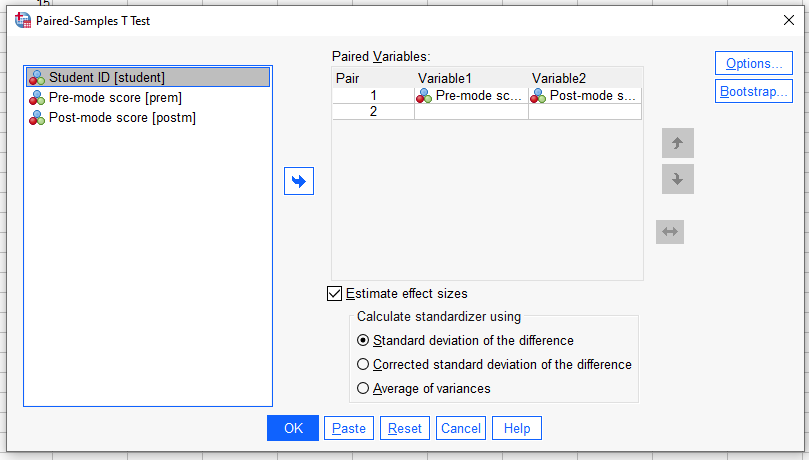 15
Paired-Samples T Test
Student ID [student]
Pre-mode score [prem]
Post-mode score [postm]
Paired Variables:
Pair Variable1 Variable2
1 Pre-mode sc... Post-mode s...
2
Options...
Bootstrap...
Estimate effect sizes
Calculate standardizer using
Standard deviation of the difference
Corrected standard deviation of the difference
Average of variances
OK Paste Reset Cancel Help